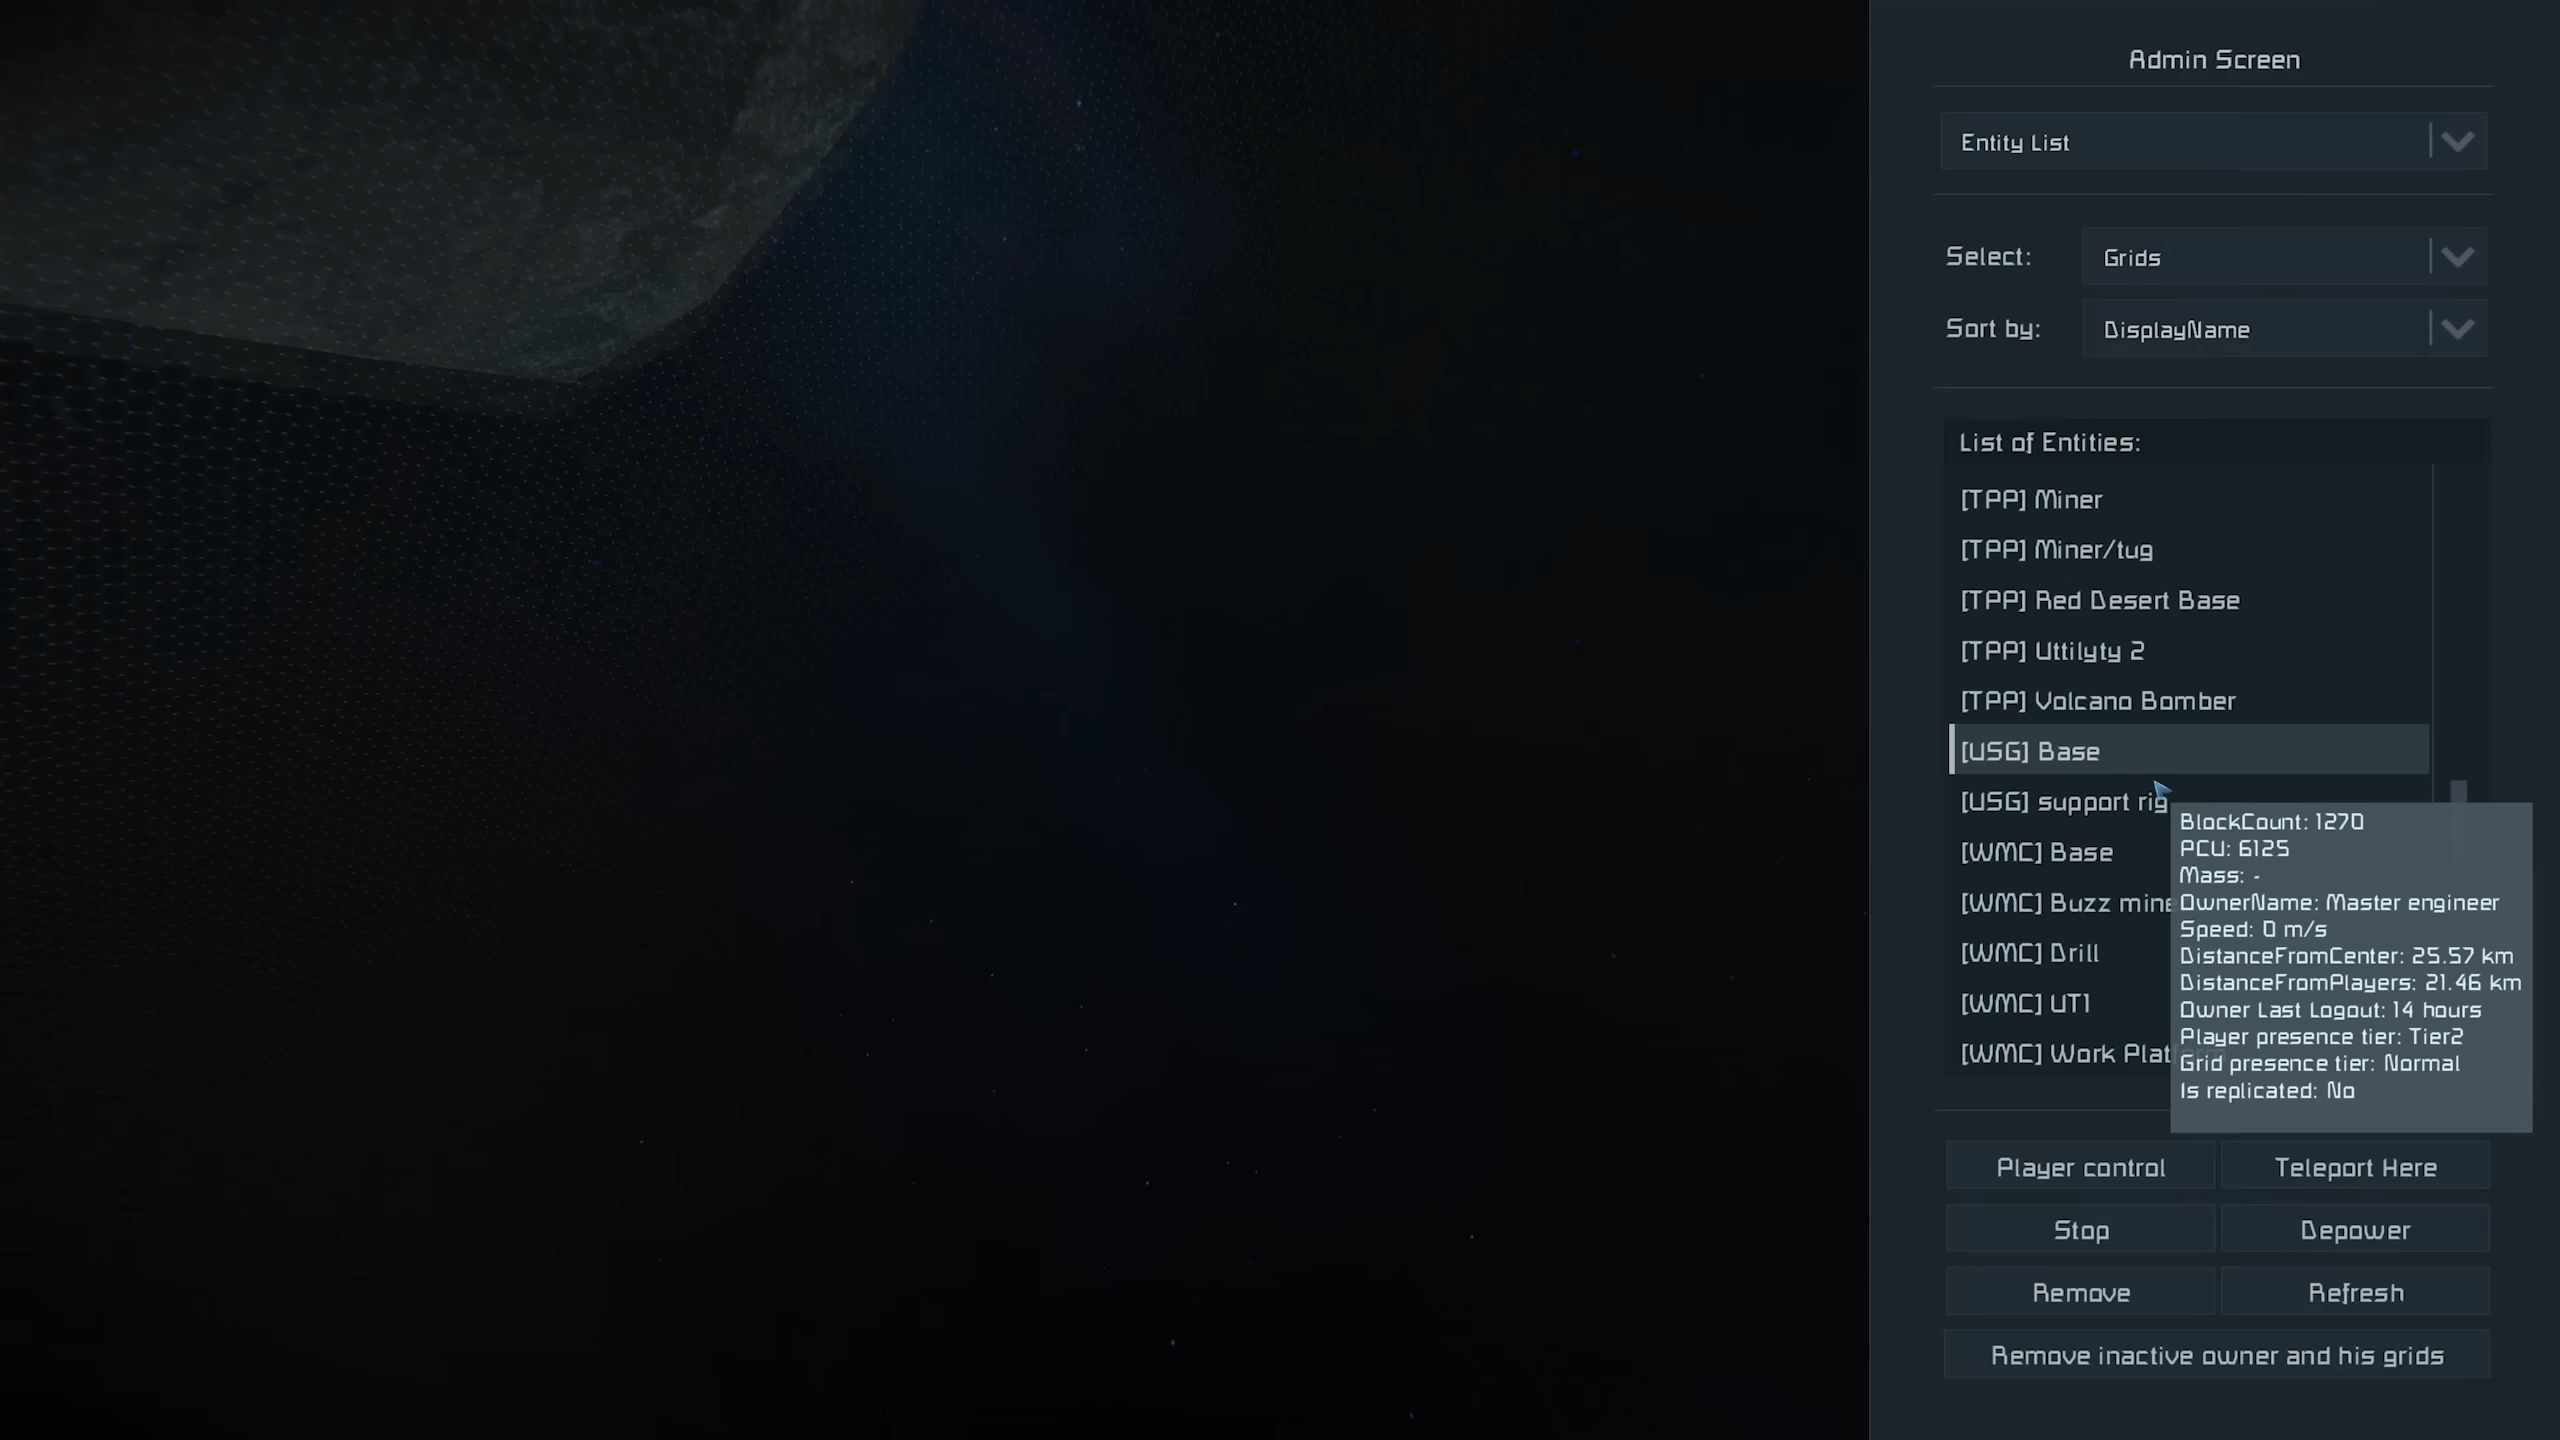 Admin Screen
Entity List
Select: Grids
Sort by: DisplayName
List of Entities:
[TPP] Miner
[TPP] Miner/tug
[TPP] Red Desert Base
[TPP] Uttilyty 2
[TPP] Volcano Bomber
[USG] Base
[USG] support rig
[WMC] Base
[WMC] Buzz mine
[WMC] Drill
[WMC] UT1
[WMC] Work Plat
BlockCount: 1270
PCU: 6125
Mass: -
OwnerName: Master engineer
Speed: 0 m/s
DistanceFromCenter: 25.57 km
DistanceFromPlayers: 21.46 km
Owner Last Logout: 14 hours
Player presence tier: Tier2
Grid presence tier: Normal
Is replicated: No
Player control
Teleport Here
Stop
Depower
Remove
Refresh
Remove inactive owner and his grids